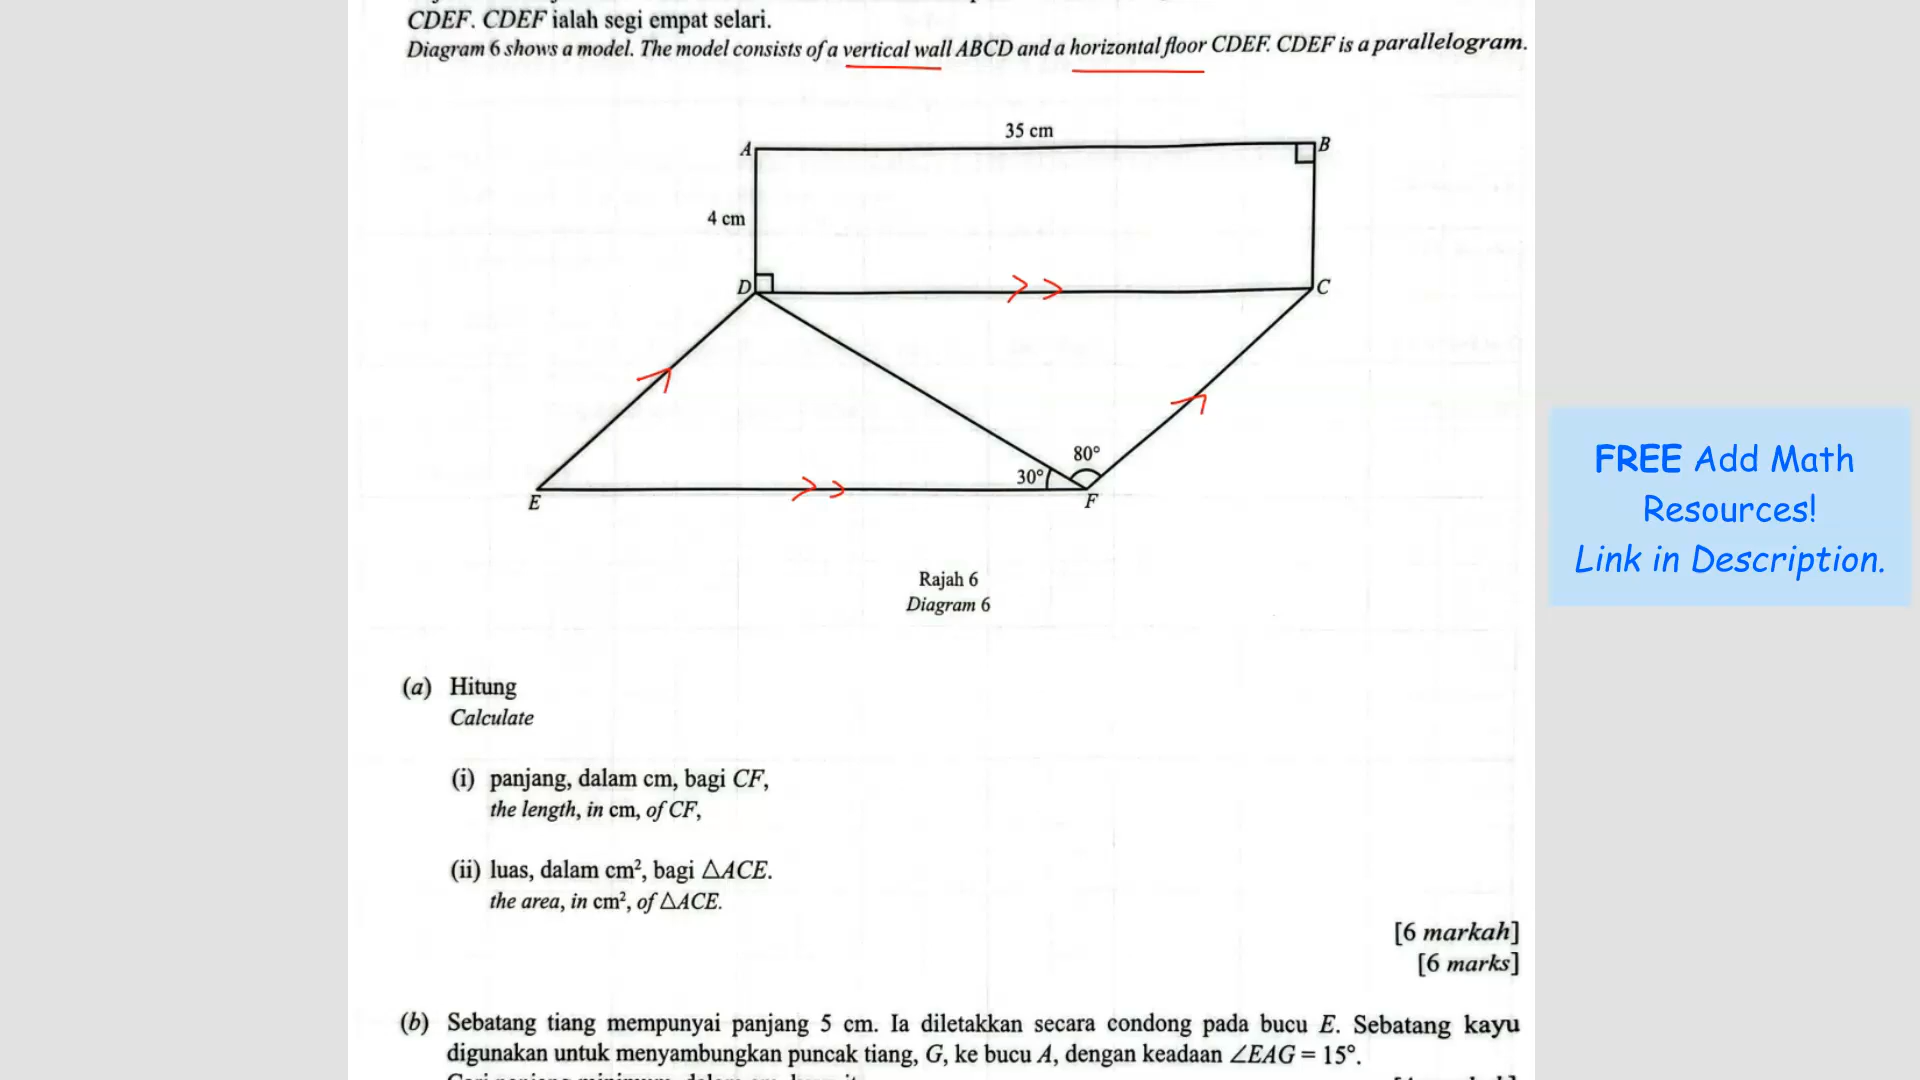 CDEF. CDEF ialah segi empat selari.
Diagram 6 shows a model. The model consists of a vertical wall ABCD and a horizontal floor CDEF. CDEF is a parallelogram.
35 cm
A
B
4 cm
D
C
80°
30°
E
F
Rajah 6
Diagram 6
(a) Hitung
Calculate
(i) panjang, dalam cm, bagi CF,
the length, in cm, of CF,
(ii) luas, dalam cm², bagi △ACE.
the area, in cm², of △ACE.
[6 markah]
[6 marks]
(b) Sebatang tiang mempunyai panjang 5 cm. Ia diletakkan secara condong pada bucu E. Sebatang kayu
digunakan untuk menyambungkan puncak tiang, G, ke bucu A, dengan keadaan ∠EAG = 15°.
FREE Add Math
Resources!
Link in Description.